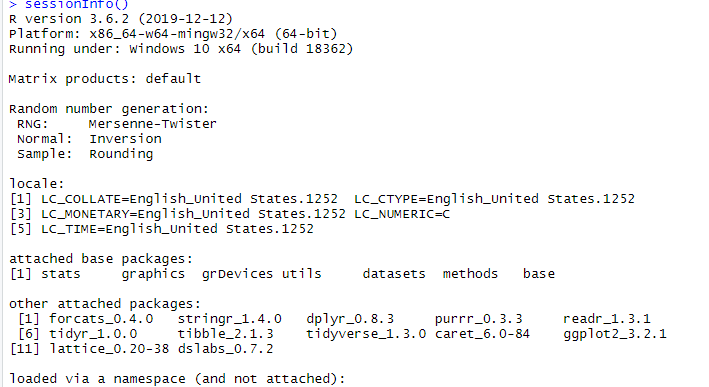 > sessionInfo()
R version 3.6.2 (2019-12-12)
Platform: x86_64-w64-mingw32/x64 (64-bit)
Running under: Windows 10 x64 (build 18362)

Matrix products: default

Random number generation:
 RNG:     Mersenne-Twister
 Normal:  Inversion
 Sample:  Rounding

locale:
[1] LC_COLLATE=English_United States.1252  LC_CTYPE=English_United States.1252
[3] LC_MONETARY=English_United States.1252 LC_NUMERIC=C
[5] LC_TIME=English_United States.1252

attached base packages:
[1] stats     graphics  grDevices utils     datasets  methods   base

other attached packages:
 [1] forcats_0.4.0   stringr_1.4.0   dplyr_0.8.3     purrr_0.3.3     readr_1.3.1
 [6] tidyr_1.0.0     tibble_2.1.3    tidyverse_1.3.0 caret_6.0-84    ggplot2_3.2.1
[11] lattice_0.20-38 dslabs_0.7.2

loaded via a namespace (and not attached):